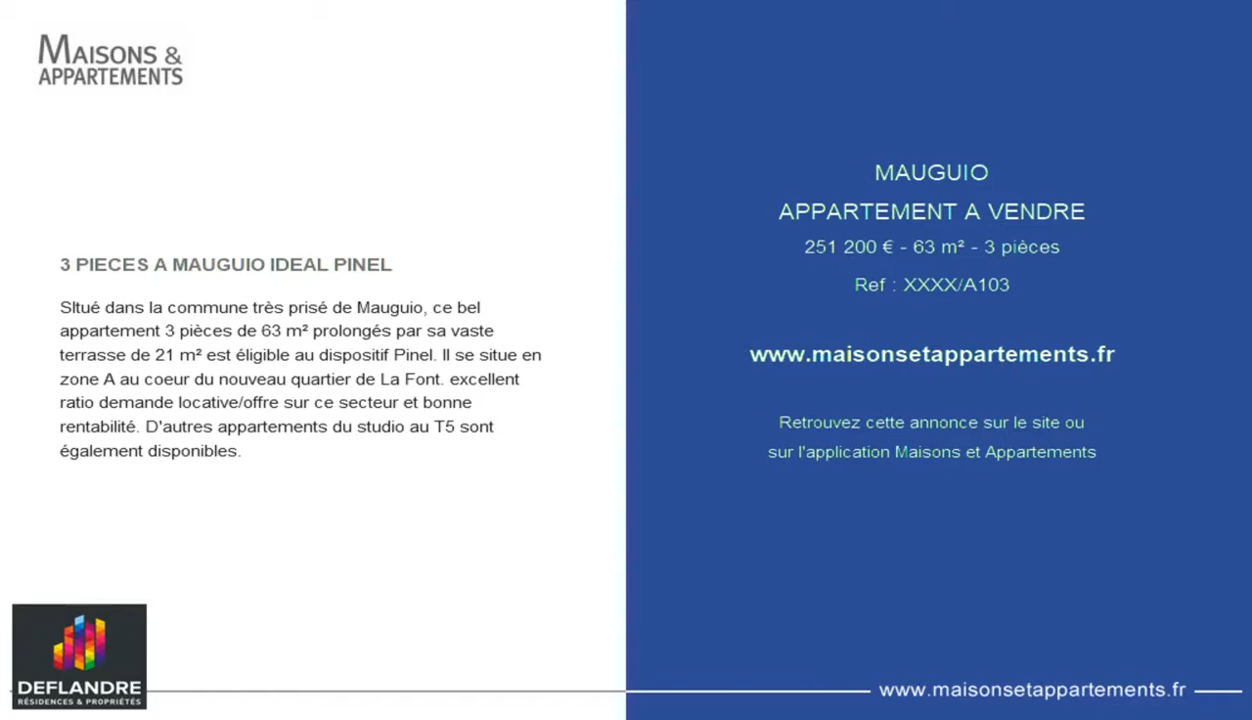 MAISONS &
APPARTEMENTS
3 PIECES A MAUGUIO IDEAL PINEL
SItué dans la commune très prisé de Mauguio, ce bel
appartement 3 pièces de 63 m² prolongés par sa vaste
terrasse de 21 m² est éligible au dispositif Pinel. Il se situe en
zone A au coeur du nouveau quartier de La Font. excellent
ratio demande locative/offre sur ce secteur et bonne
rentabilité. D'autres appartements du studio au T5 sont
également disponibles.
DEFLANDRE
RÉSIDENCES & PROPRIÉTÉS
MAUGUIO
APPARTEMENT A VENDRE
251 200 € - 63 m² - 3 pièces
Ref : XXXX/A103
www.maisonsetappartements.fr
Retrouvez cette annonce sur le site ou
sur l'application Maisons et Appartements
www.maisonsetappartements.fr